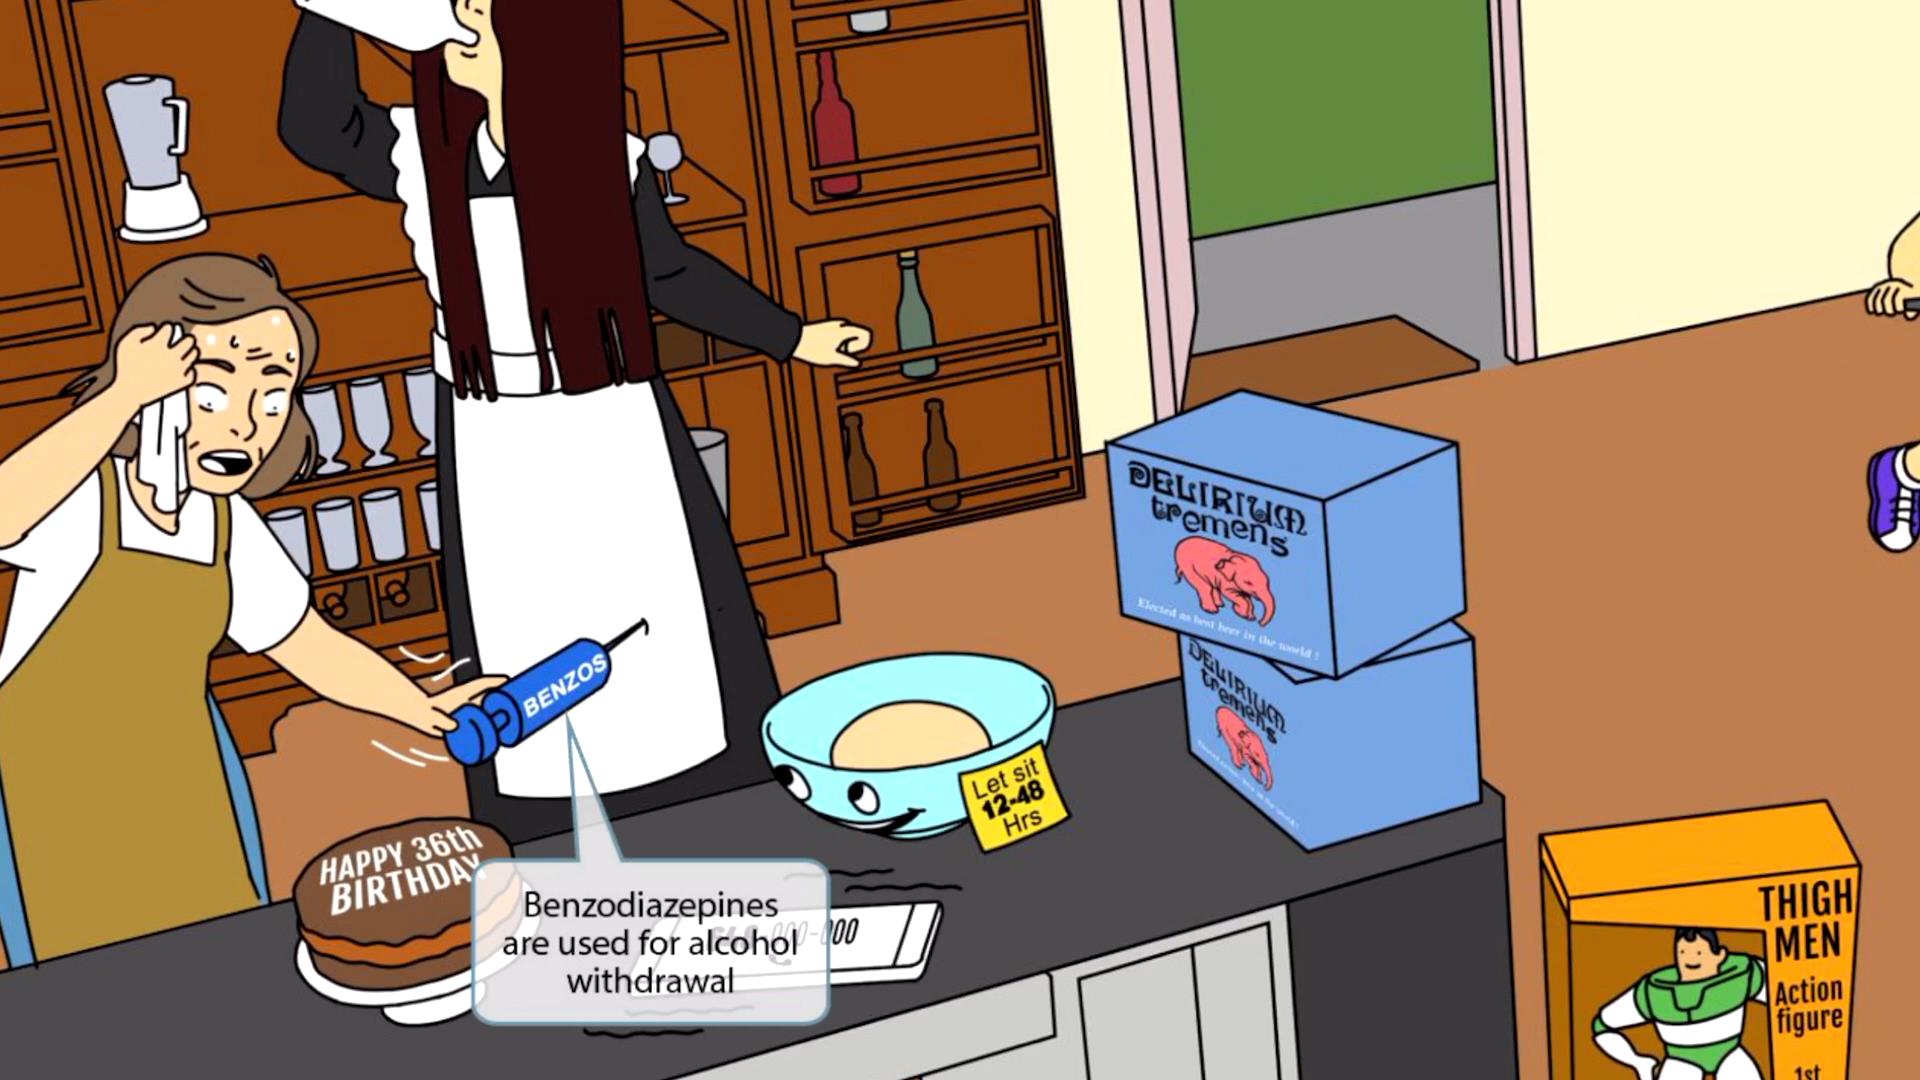 DELIRIUM
tremens
Elected as best beer in the world !
BENZOS
DELIRIUM
tremens
Let sit
12-48
Hrs
HAPPY 36th
BIRTHDAY
Benzodiazepines
are used for alcohol
withdrawal
THIGH
MEN
Action
figure
1st